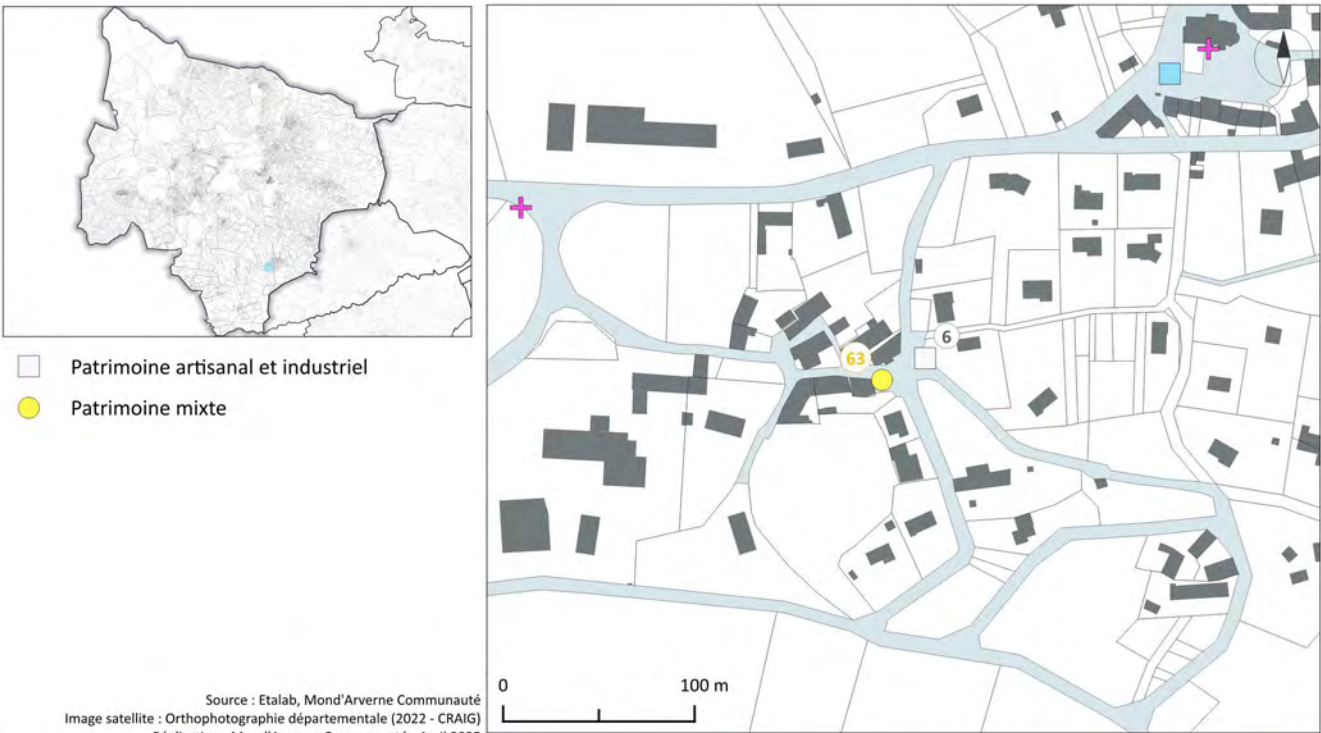 Patrimoine artisanal et industriel
Patrimoine mixte
Source : Etalab, Mond'Arverne Communauté
Image satellite : Orthophotographie départementale (2022 - CRAIG)
6
63
0 100 m